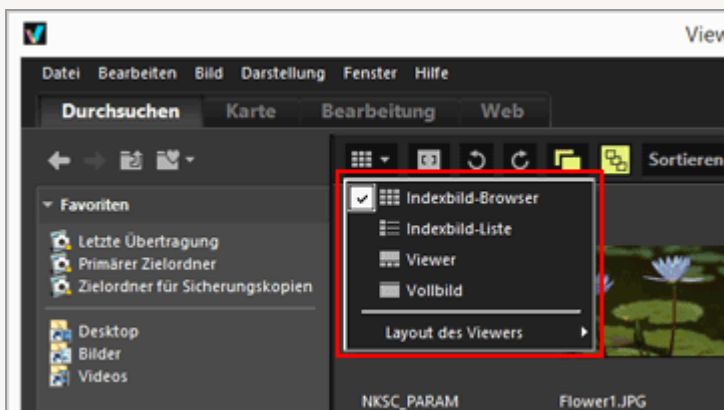 View
Datei Bearbeiten Bild Darstellung Fenster Hilfe
Durchsuchen Karte Bearbeitung Web
Sortieren
Favoriten
Letzte Übertragung
Primärer Zielordner
Zielordner für Sicherungskopien
Desktop
Bilder
Videos
Indexbild-Browser
Indexbild-Liste
Viewer
Vollbild
Layout des Viewers
NKSC_PARAM Flower1.JPG